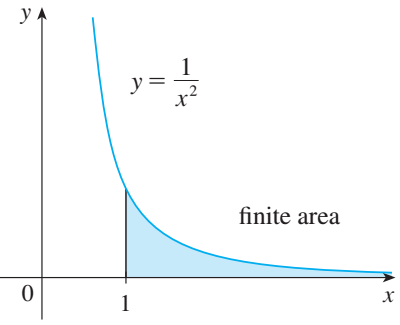 y
y = 1/x²
finite area
0
1
x